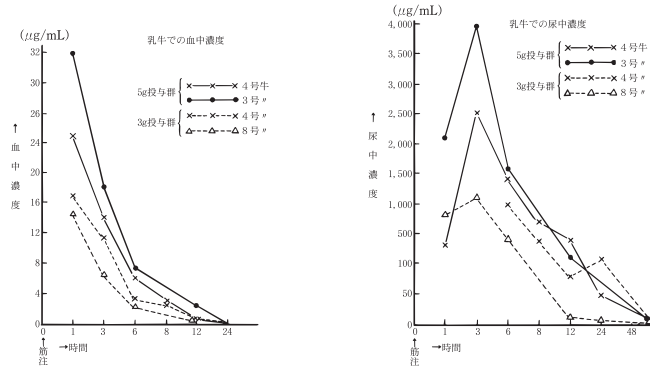 (μg/mL)
乳牛での血中濃度
5g投与群
4号牛
3号〃
3g投与群
4号〃
8号〃
32
28
26
24
20
16
12
8
4
0
↑血中濃度
0 1 3 6 8 12 24
↑筋注
→時間
(μg/mL)
乳牛での尿中濃度
5g投与群
4号牛
3号〃
3g投与群
4号〃
8号〃
4,000
3,500
3,000
2,500
2,000
1,500
1,000
500
100
50
0
↑尿中濃度
0 1 3 6 8 12 24 48
↑筋注
→時間